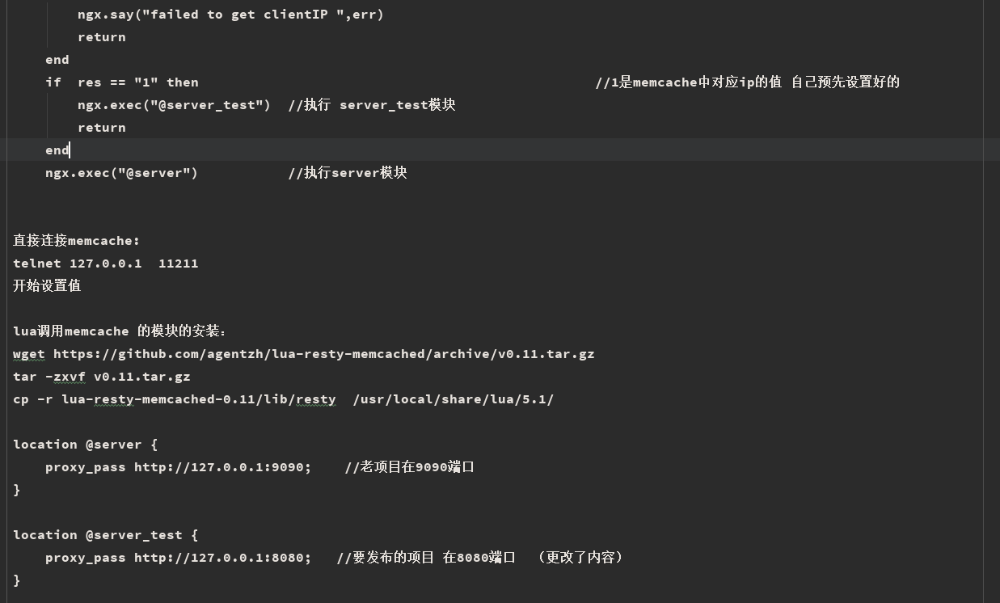 ngx.say("failed to get clientIP ",err)
return
end
if  res == "1" then                                                 //1是memcache中对应ip的值 自己预先设置好的
ngx.exec("@server_test")  //执行 server_test模块
return
end
ngx.exec("@server")           //执行server模块
直接连接memcache:
telnet 127.0.0.1  11211
开始设置值
lua调用memcache 的模块的安装：
wget https://github.com/agentzh/lua-resty-memcached/archive/v0.11.tar.gz
tar -zxvf v0.11.tar.gz
cp -r lua-resty-memcached-0.11/lib/resty  /usr/local/share/lua/5.1/
location @server {
proxy_pass http://127.0.0.1:9090;    //老项目在9090端口
}
location @server_test {
proxy_pass http://127.0.0.1:8080;   //要发布的项目 在8080端口  （更改了内容）
}